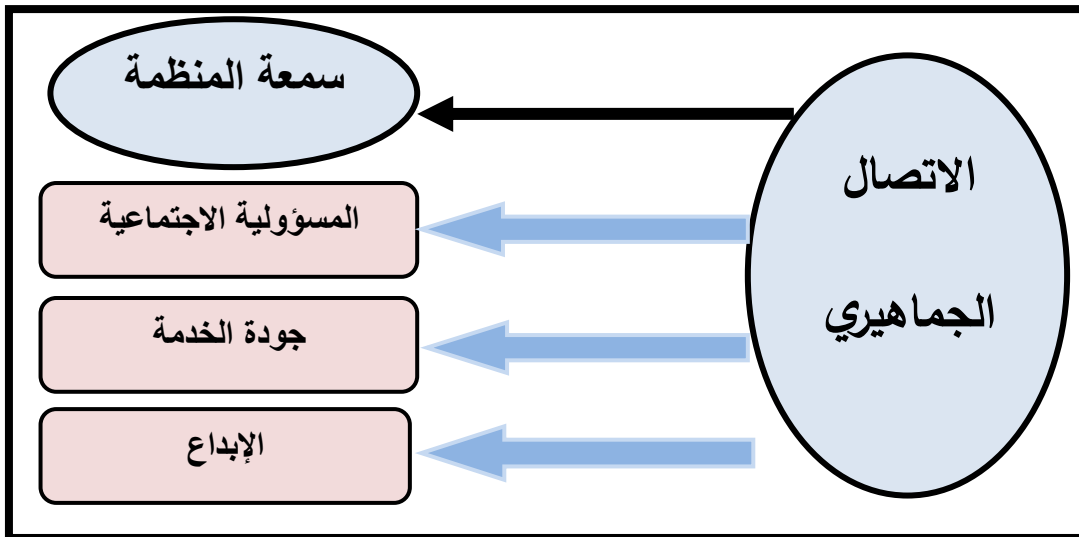 سمعة المنظمة
الاتصال
الجماهيري
المسؤولية الاجتماعية
جودة الخدمة
الإبداع